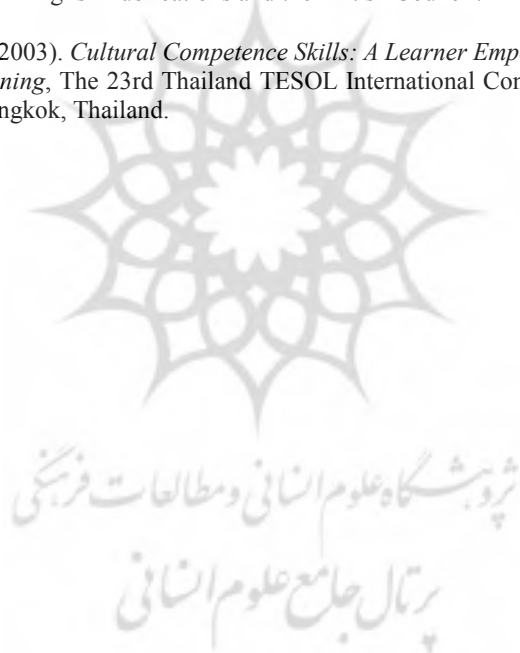 2003). Cultural Competence Skills: A Learner Emp
ning, The 23rd Thailand TESOL International Con
ngkok, Thailand.
پژوهشگاه علوم انسانی و مطالعات فرهنگی
پرتال جامع علوم انسانی